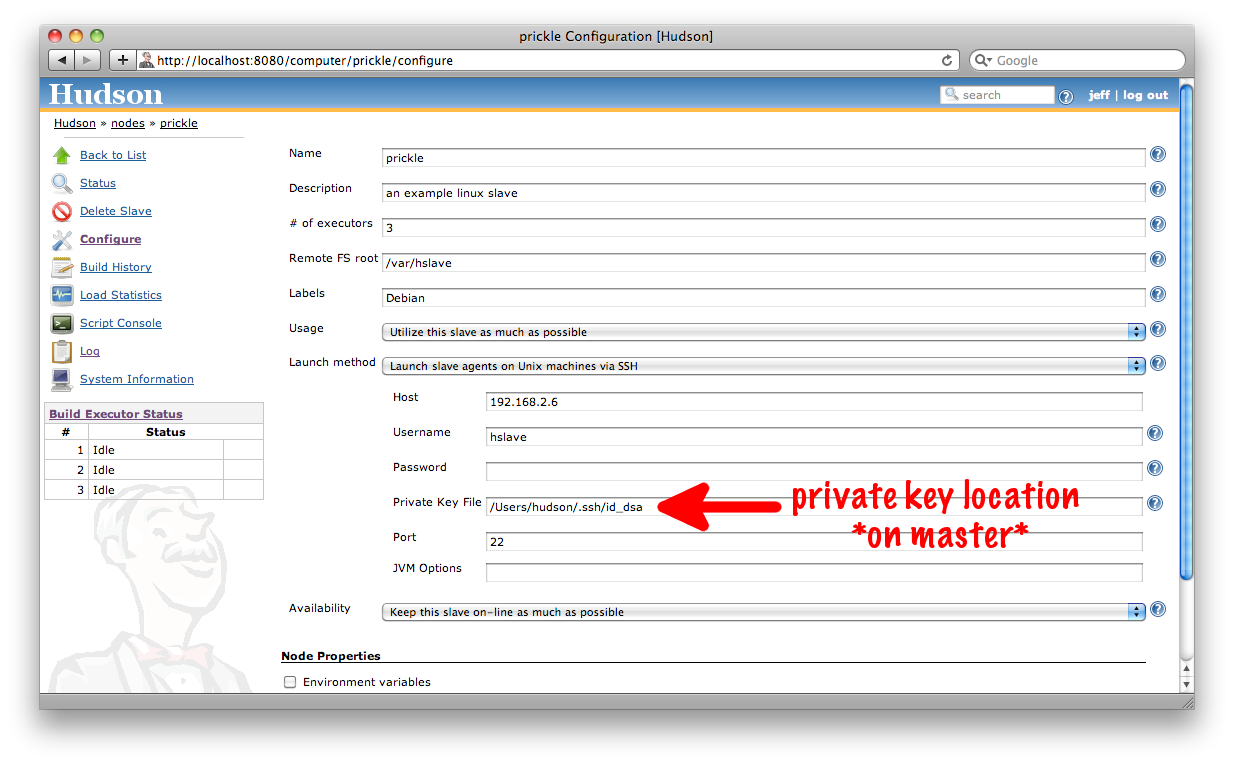 prickle Configuration [Hudson]
http://localhost:8080/computer/prickle/configure
Google
Hudson
search
jeff | log out
Hudson » nodes » prickle
Back to List
Status
Delete Slave
Configure
Build History
Load Statistics
Script Console
Log
System Information
Build Executor Status
# Status
1 Idle
2 Idle
3 Idle
Name prickle
Description an example linux slave
# of executors 3
Remote FS root /var/hslave
Labels Debian
Usage Utilize this slave as much as possible
Launch method Launch slave agents on Unix machines via SSH
Host 192.168.2.6
Username hslave
Password
Private Key File /Users/hudson/.ssh/id_dsa
private key location
*on master*
Port 22
JVM Options
Availability Keep this slave on-line as much as possible
Node Properties
Environment variables